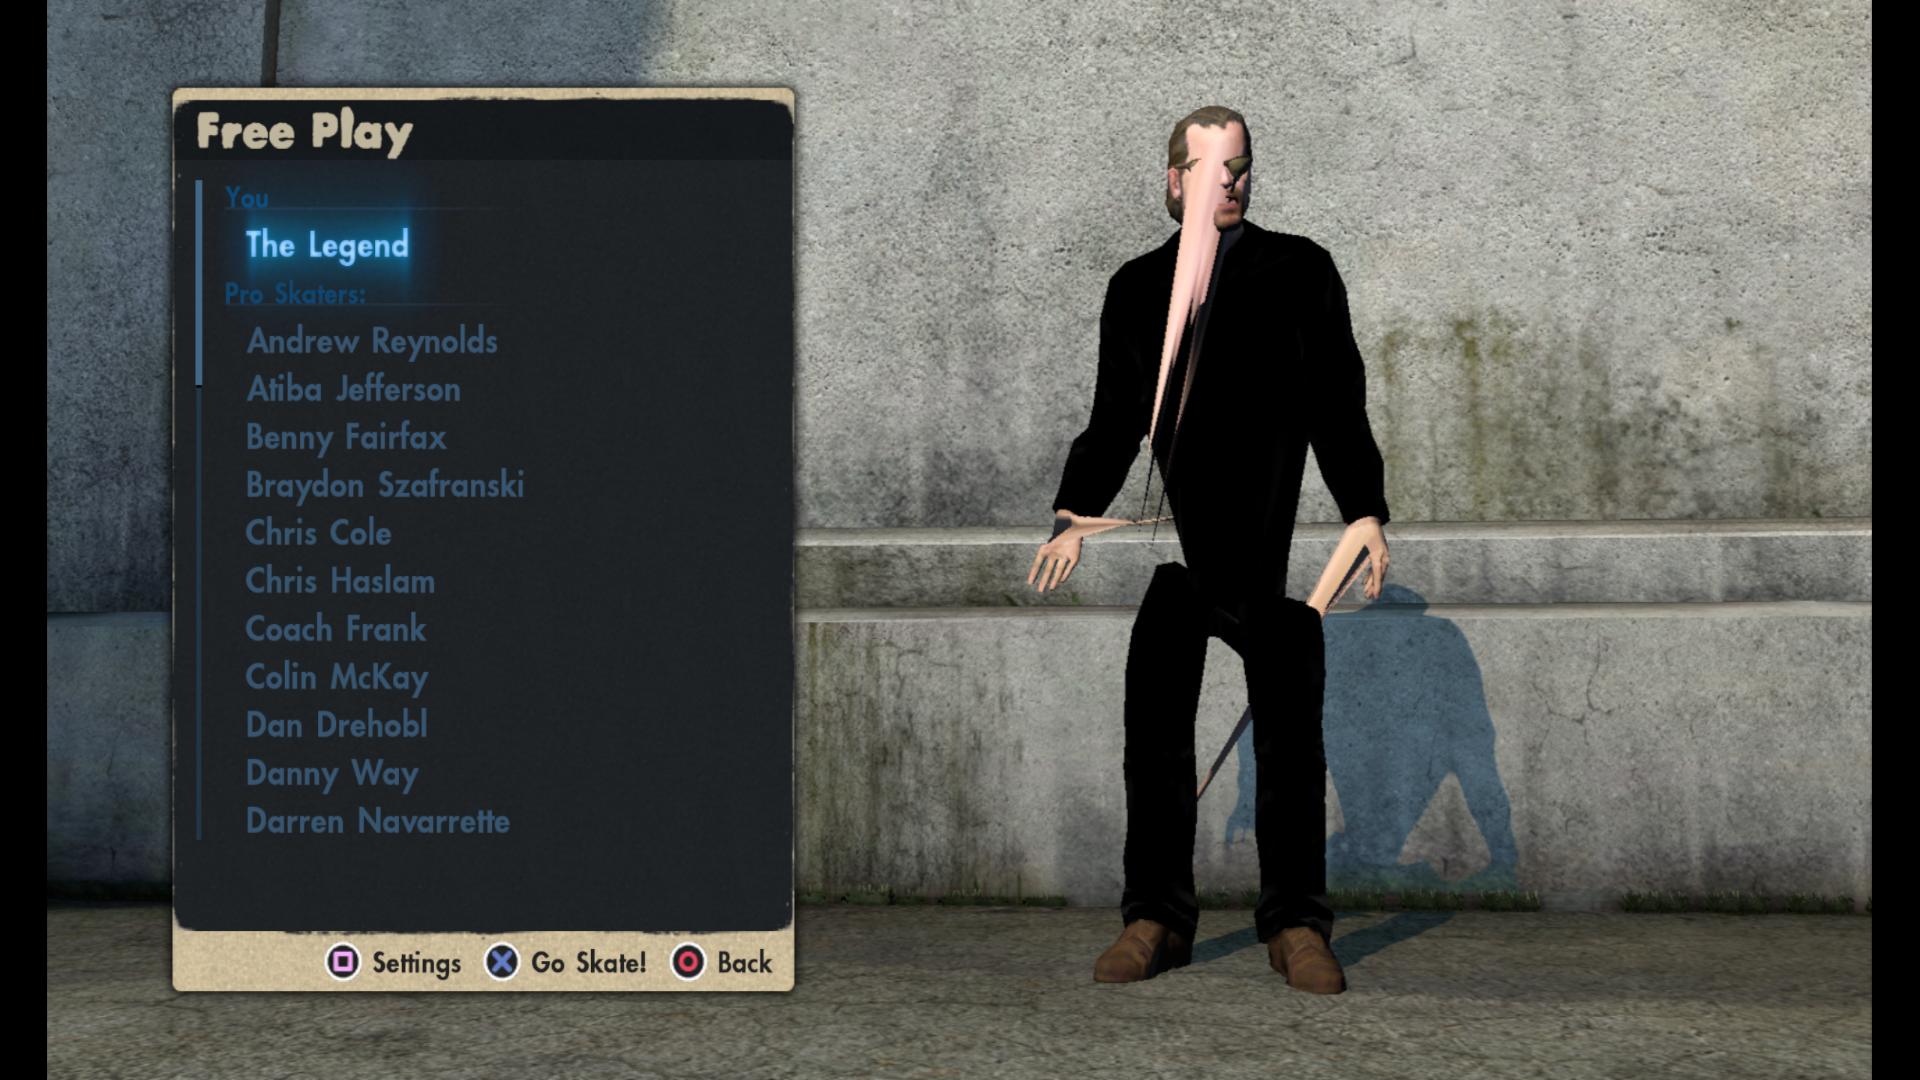 Free Play
You
The Legend
Pro Skaters:
Andrew Reynolds
Atiba Jefferson
Benny Fairfax
Braydon Szafranski
Chris Cole
Chris Haslam
Coach Frank
Colin McKay
Dan Drehobl
Danny Way
Darren Navarrette
Settings Go Skate! Back